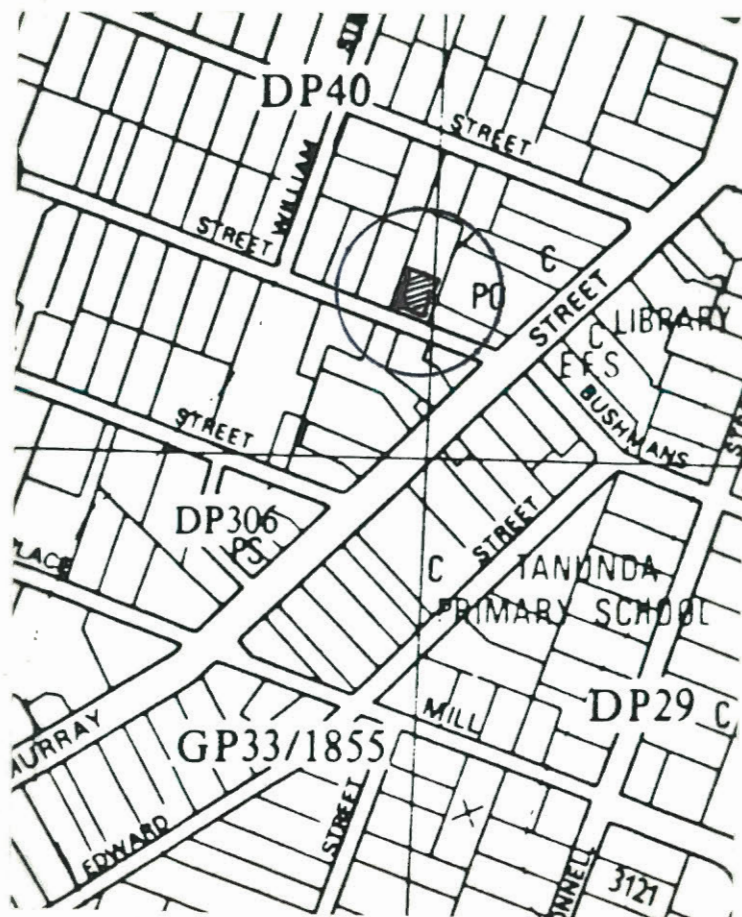 DP40
STREET
WILLIAM
STREET
C
PO
STREET
C
LIBRARY
EFS
BUSHMANS
STREET
DP306
PS
PLACE
STREET
C
TANUNDA
PRIMARY SCHOOL
MILL
DP29
C
MURRAY
GP33/1855
EDWARD
STREET
3121